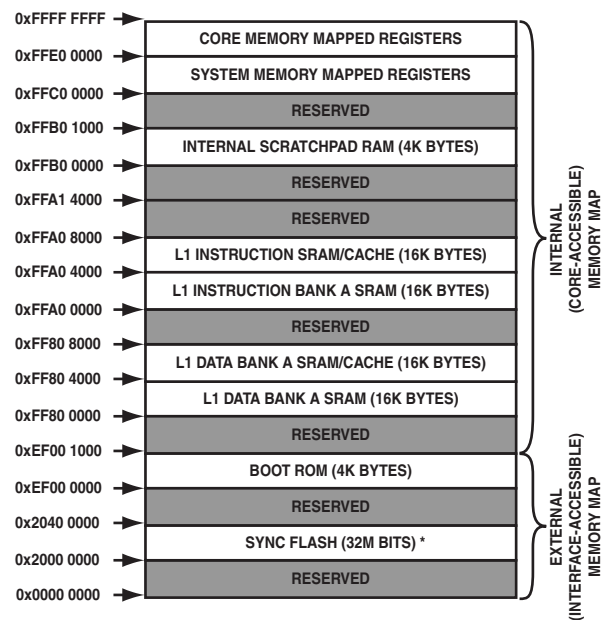 0xFFFF FFFF
CORE MEMORY MAPPED REGISTERS
0xFFE0 0000
SYSTEM MEMORY MAPPED REGISTERS
0xFFC0 0000
RESERVED
0xFFB0 1000
INTERNAL SCRATCHPAD RAM (4K BYTES)
0xFFB0 0000
RESERVED
0xFFA1 4000
RESERVED
0xFFA0 8000
L1 INSTRUCTION SRAM/CACHE (16K BYTES)
0xFFA0 4000
L1 INSTRUCTION BANK A SRAM (16K BYTES)
0xFFA0 0000
RESERVED
0xFF80 8000
L1 DATA BANK A SRAM/CACHE (16K BYTES)
0xFF80 4000
L1 DATA BANK A SRAM (16K BYTES)
0xFF80 0000
RESERVED
0xEF00 1000
BOOT ROM (4K BYTES)
0xEF00 0000
RESERVED
0x2040 0000
SYNC FLASH (32M BITS) *
0x2000 0000
RESERVED
0x0000 0000
INTERNAL
(CORE-ACCESSIBLE)
MEMORY MAP
EXTERNAL
(INTERFACE-ACCESSIBLE)
MEMORY MAP